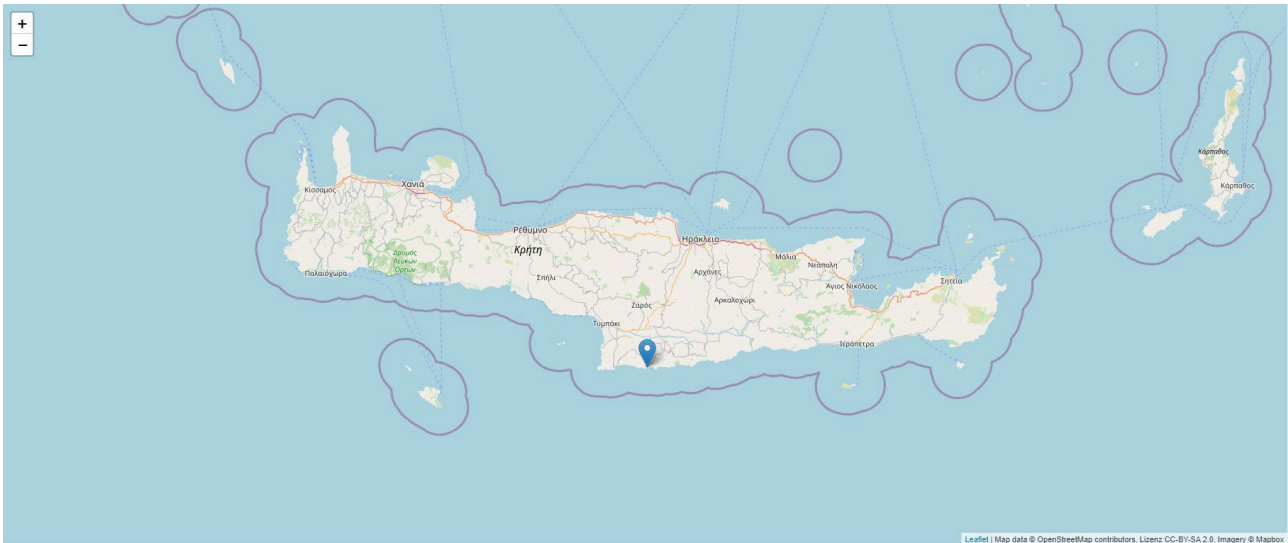 +
−
Κίσσαμος
Χανιά
Ρέθυμνο
Κρήτη
Ηράκλειο
Δρυμός
Λευκών
Ορέων
Παλαιόχωρα
Σπήλι
Ζαρός
Τυμπάκι
Αρχάνες
Αρκαλοχώρι
Μάλια
Νεάπολη
Άγιος Νικόλαος
Σητεία
Ιεράπετρα
Κάρπαθος
Κάρπαθος
Leaflet | Map data © OpenStreetMap contributors, Lizenz CC-BY-SA 2.0, Imagery © Mapbox